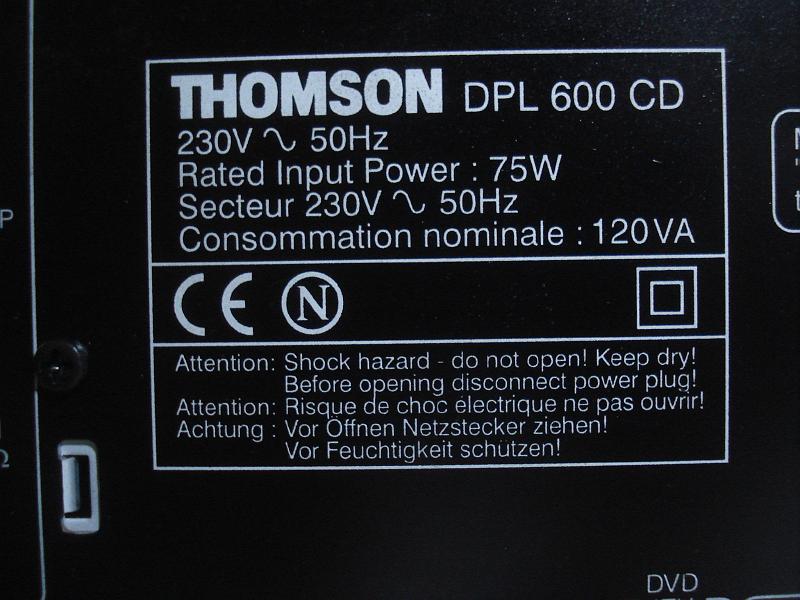 THOMSON DPL 600 CD
230V ∿ 50Hz
Rated Input Power : 75W
Secteur 230V ∿ 50Hz
Consommation nominale : 120VA
CE N
Attention: Shock hazard - do not open! Keep dry!
Before opening disconnect power plug!
Attention: Risque de choc électrique ne pas ouvrir!
Achtung : Vor Öffnen Netzstecker ziehen!
Vor Feuchtigkeit schützen!
P
Ω
DVD